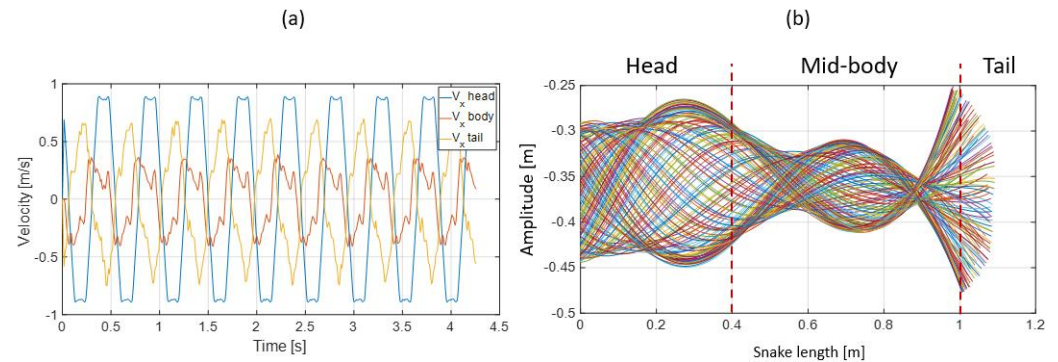 (a)
(b)
Velocity [m/s]
1
0.5
0
-0.5
-1
V_x head
V_x body
V_x tail
0 0.5 1 1.5 2 2.5 3 3.5 4 4.5
Time [s]
Head Mid-body Tail
Amplitude [m]
-0.25
-0.3
-0.35
-0.4
-0.45
-0.5
0 0.2 0.4 0.6 0.8 1 1.2
Snake length [m]